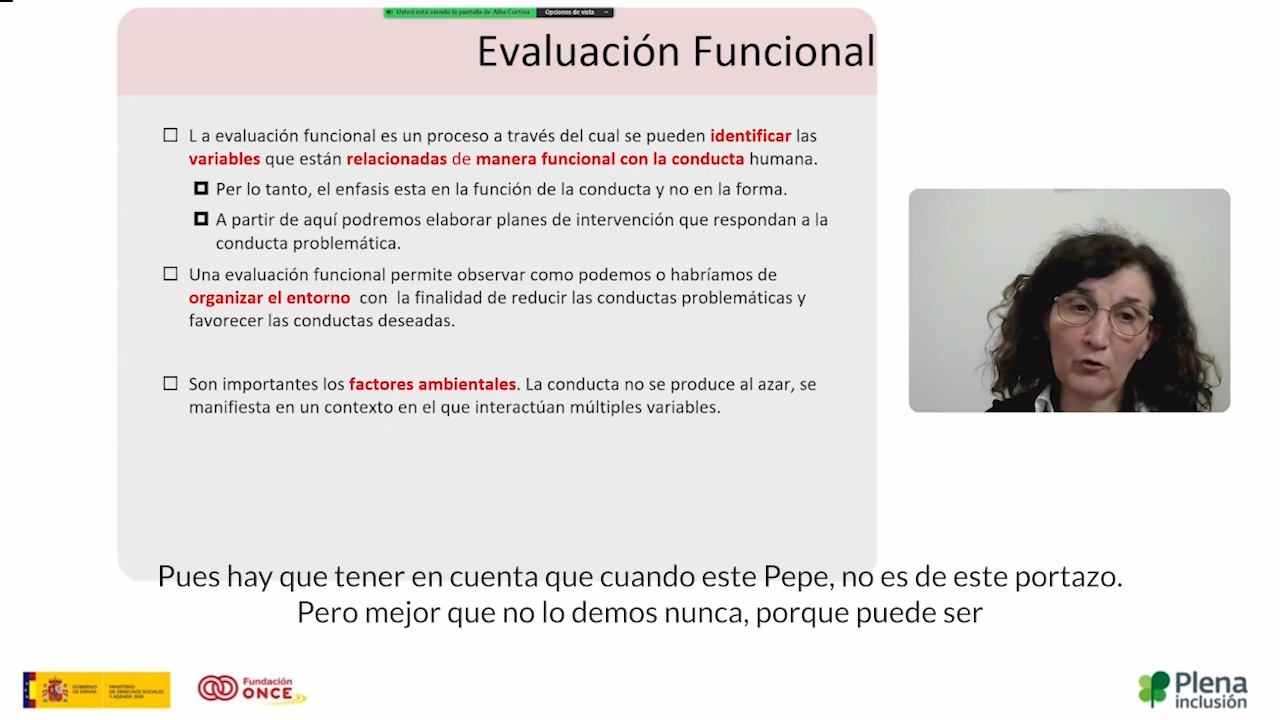 Usted está viendo la pantalla de Alba Cortina
Opciones de vista
Evaluación Funcional
L a evaluación funcional es un proceso a través del cual se pueden identificar las
variables que están relacionadas de manera funcional con la conducta humana.
Per lo tanto, el enfasis esta en la función de la conducta y no en la forma.
A partir de aquí podremos elaborar planes de intervención que respondan a la
conducta problemática.
Una evaluación funcional permite observar como podemos o habríamos de
organizar el entorno con la finalidad de reducir las conductas problemáticas y
favorecer las conductas deseadas.
Son importantes los factores ambientales. La conducta no se produce al azar, se
manifiesta en un contexto en el que interactúan múltiples variables.
Pues hay que tener en cuenta que cuando este Pepe, no es de este portazo.
Pero mejor que no lo demos nunca, porque puede ser
GOBIERNO
DE ESPAÑA
MINISTERIO
DE DERECHOS SOCIALES
Y AGENDA 2030
Fundación
ONCE
Plena
inclusión